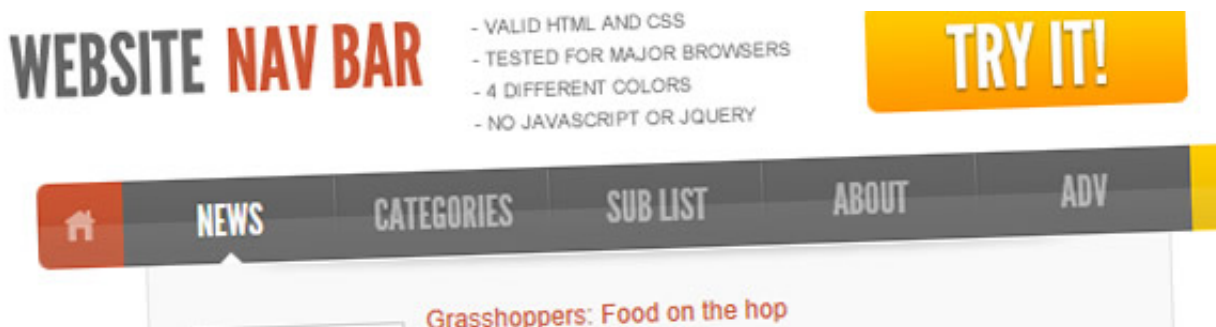 WEBSITE NAV BAR
- VALID HTML AND CSS
- TESTED FOR MAJOR BROWSERS
- 4 DIFFERENT COLORS
- NO JAVASCRIPT OR JQUERY
TRY IT!
NEWS CATEGORIES SUB LIST ABOUT ADV
Grasshoppers: Food on the hop